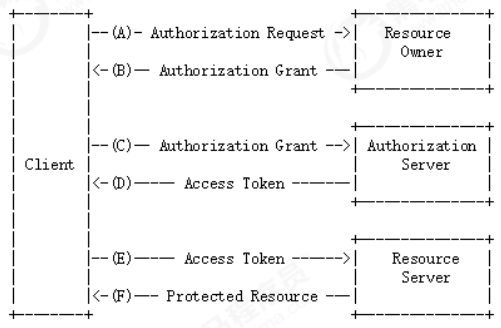 (A) Authorization Request
Resource
Owner
(B) Authorization Grant
(C) Authorization Grant
Authorization
Server
Client
(D) Access Token
(E) Access Token
Resource
Server
(F) Protected Resource